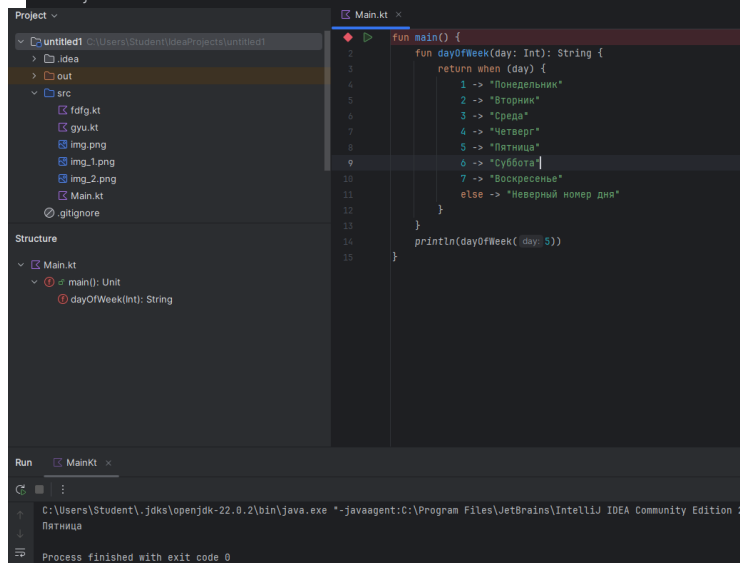 Project
Main.kt
untitled1 C:\Users\Student\IdeaProjects\untitled1
.idea
out
src
fdfg.kt
gyu.kt
img.png
img_1.png
img_2.png
Main.kt
.gitignore
Structure
Main.kt
main(): Unit
dayOfWeek(Int): String
fun main() {
2 fun dayOfWeek(day: Int): String {
3 return when (day) {
4 1 -> "Понедельник"
5 2 -> "Вторник"
6 3 -> "Среда"
7 4 -> "Четверг"
8 5 -> "Пятница"
9 6 -> "Суббота"
10 7 -> "Воскресенье"
11 else -> "Неверный номер дня"
12 }
13 }
14 println(dayOfWeek( day: 5))
15 }
Run MainKt
C:\Users\Student\.jdks\openjdk-22.0.2\bin\java.exe "-javaagent:C:\Program Files\JetBrains\IntelliJ IDEA Community Edition
Пятница
Process finished with exit code 0